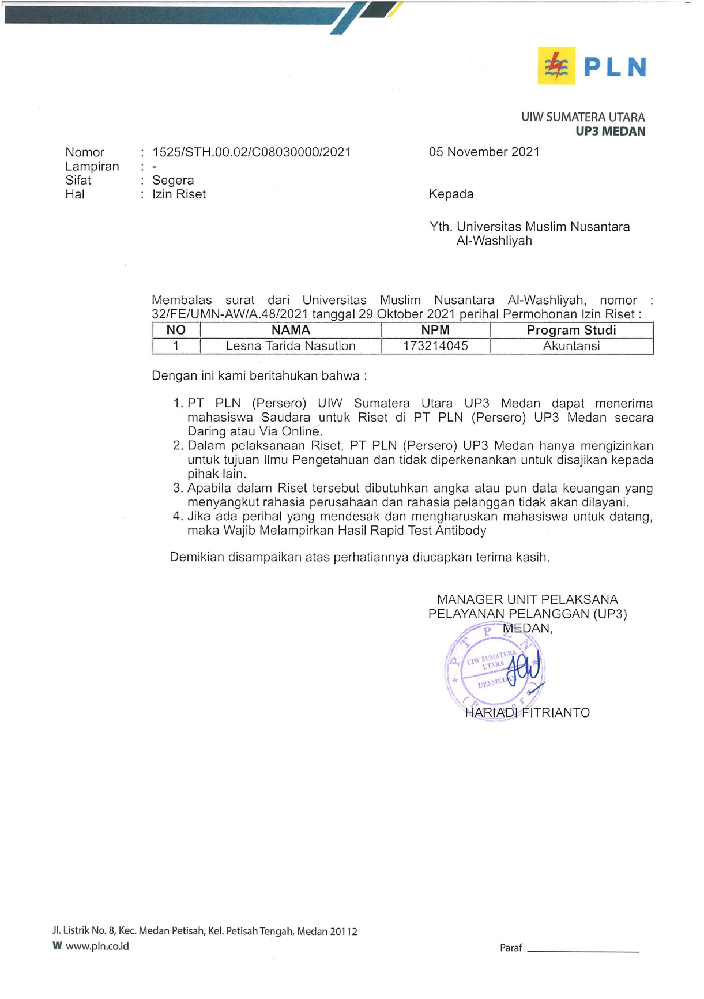 PLN
UIW SUMATERA UTARA
UP3 MEDAN
Nomor : 1525/STH.00.02/C08030000/2021 05 November 2021
Lampiran : -
Sifat : Segera
Hal : Izin Riset Kepada
Yth. Universitas Muslim Nusantara
Al-Washliyah
Membalas surat dari Universitas Muslim Nusantara Al-Washliyah, nomor :
32/FE/UMN-AW/A.48/2021 tanggal 29 Oktober 2021 perihal Permohonan Izin Riset :
NO NAMA NPM Program Studi
1 Lesna Tarida Nasution 173214045 Akuntansi
Dengan ini kami beritahukan bahwa :
1. PT PLN (Persero) UIW Sumatera Utara UP3 Medan dapat menerima
mahasiswa Saudara untuk Riset di PT PLN (Persero) UP3 Medan secara
Daring atau Via Online.
2. Dalam pelaksanaan Riset, PT PLN (Persero) UP3 Medan hanya mengizinkan
untuk tujuan Ilmu Pengetahuan dan tidak diperkenankan untuk disajikan kepada
pihak lain.
3. Apabila dalam Riset tersebut dibutuhkan angka atau pun data keuangan yang
menyangkut rahasia perusahaan dan rahasia pelanggan tidak akan dilayani.
4. Jika ada perihal yang mendesak dan mengharuskan mahasiswa untuk datang,
maka Wajib Melampirkan Hasil Rapid Test Antibody
Demikian disampaikan atas perhatiannya diucapkan terima kasih.
MANAGER UNIT PELAKSANA
PELAYANAN PELANGGAN (UP3)
MEDAN,
PT PLN
UIW SUMATERA
UTARA
UP3 MEDAN
(Persero)
HARIADI FITRIANTO
Jl. Listrik No. 8, Kec. Medan Petisah, Kel. Petisah Tengah, Medan 20112
W www.pln.co.id
Paraf